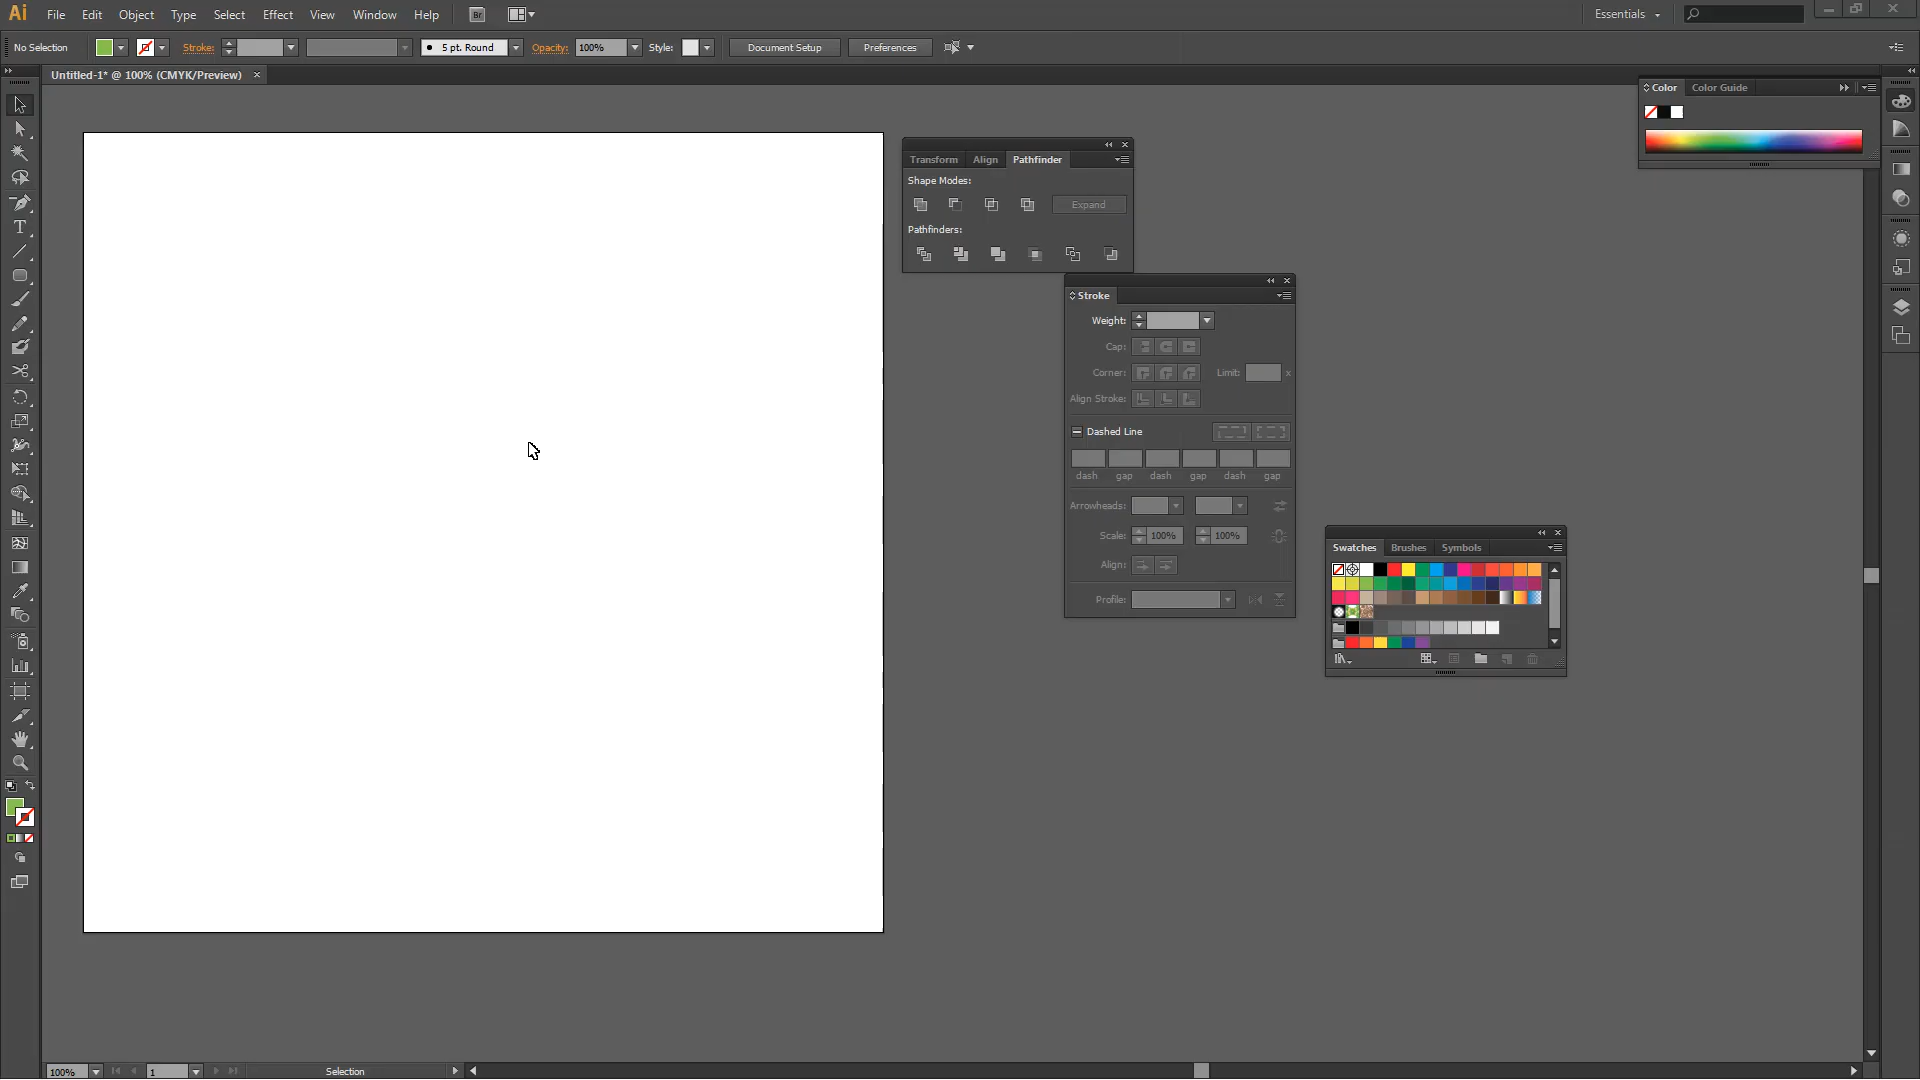 Ai File Edit Object Type Select Effect View Window Help Br Essentials
No Selection Stroke: 5 pt. Round Opacity: 100% Style: Document Setup Preferences
Untitled-1* @ 100% (CMYK/Preview)
Color Color Guide
Transform Align Pathfinder
Shape Modes:
Expand
Pathfinders:
Stroke
Weight:
Cap:
Corner: Limit: x
Align Stroke:
Dashed Line
dash gap dash gap dash gap
Arrowheads:
Scale: 100% 100%
Align:
Profile:
Swatches Brushes Symbols
100% 1 Selection